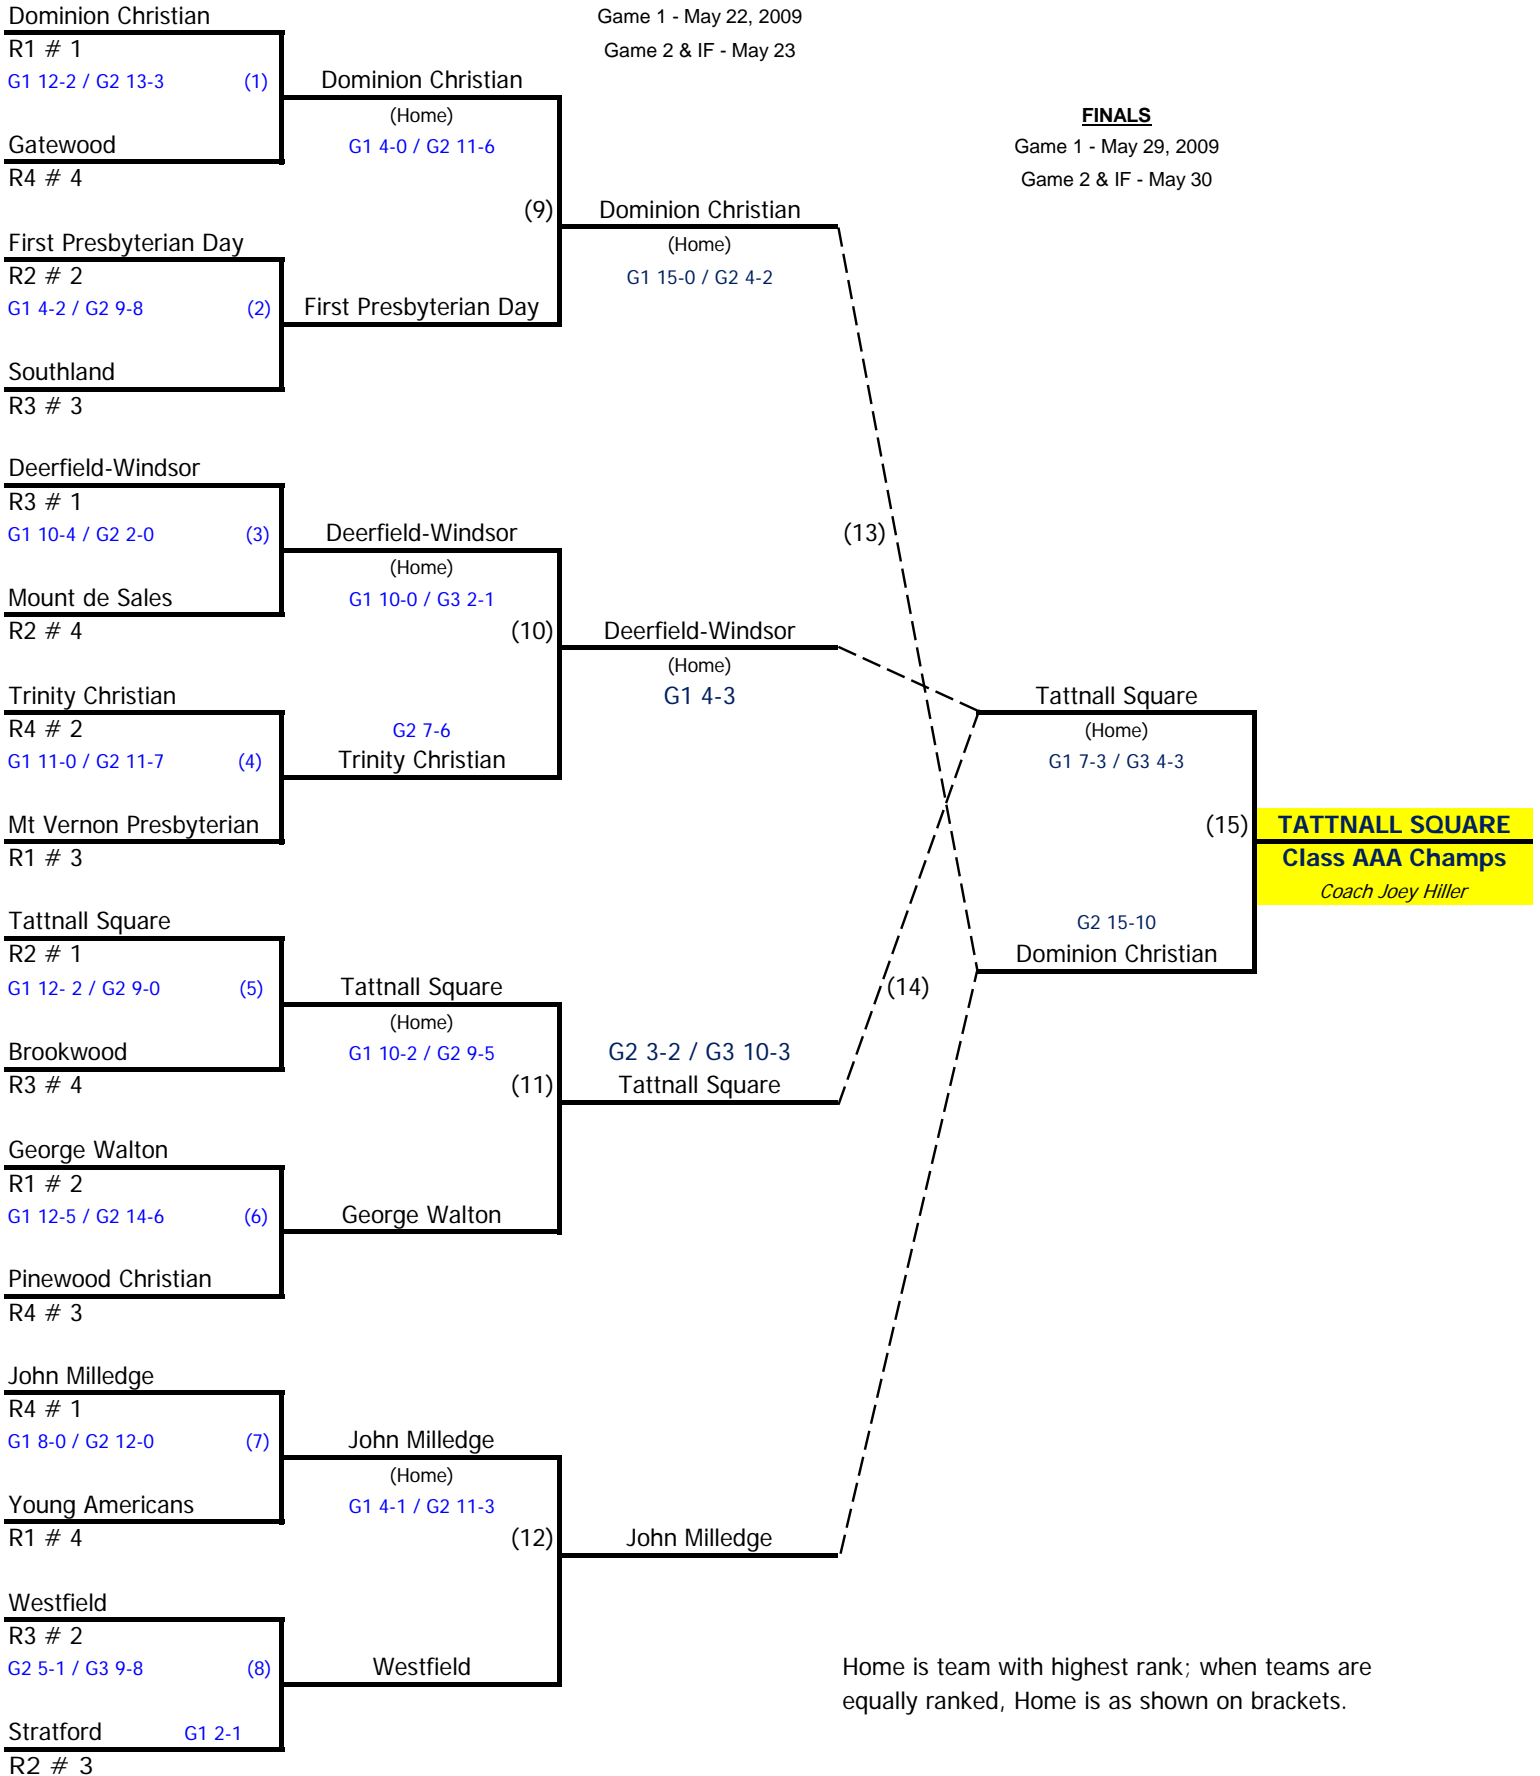 Dominion Christian
R1 # 1
G1 12-2 / G2 13-3 (1)
Gatewood
R4 # 4
First Presbyterian Day
R2 # 2
G1 4-2 / G2 9-8 (2)
Southland
R3 # 3
Deerfield-Windsor
R3 # 1
G1 10-4 / G2 2-0 (3)
Mount de Sales
R2 # 4
Trinity Christian
R4 # 2
G1 11-0 / G2 11-7 (4)
Mt Vernon Presbyterian
R1 # 3
Tattnall Square
R2 # 1
G1 12- 2 / G2 9-0 (5)
Brookwood
R3 # 4
George Walton
R1 # 2
G1 12-5 / G2 14-6 (6)
Pinewood Christian
R4 # 3
John Milledge
R4 # 1
G1 8-0 / G2 12-0 (7)
Young Americans
R1 # 4
Westfield
R3 # 2
G2 5-1 / G3 9-8 (8)
Stratford G1 2-1
R2 # 3
Dominion Christian
(Home)
G1 4-0 / G2 11-6
(9)
First Presbyterian Day
Deerfield-Windsor
(Home)
G1 10-0 / G3 2-1
(10)
G2 7-6
Trinity Christian
Tattnall Square
(Home)
G1 10-2 / G2 9-5
(11)
George Walton
John Milledge
(Home)
G1 4-1 / G2 11-3
(12)
Westfield
Game 1 - May 22, 2009
Game 2 & IF - May 23
Dominion Christian
(Home)
G1 15-0 / G2 4-2
(13)
Deerfield-Windsor
(Home)
G1 4-3
G2 3-2 / G3 10-3
Tattnall Square
(14)
John Milledge
FINALS
Game 1 - May 29, 2009
Game 2 & IF - May 30
Tattnall Square
(Home)
G1 7-3 / G3 4-3
(15)
G2 15-10
Dominion Christian
TATTNALL SQUARE
Class AAA Champs
Coach Joey Hiller
Home is team with highest rank; when teams are
equally ranked, Home is as shown on brackets.